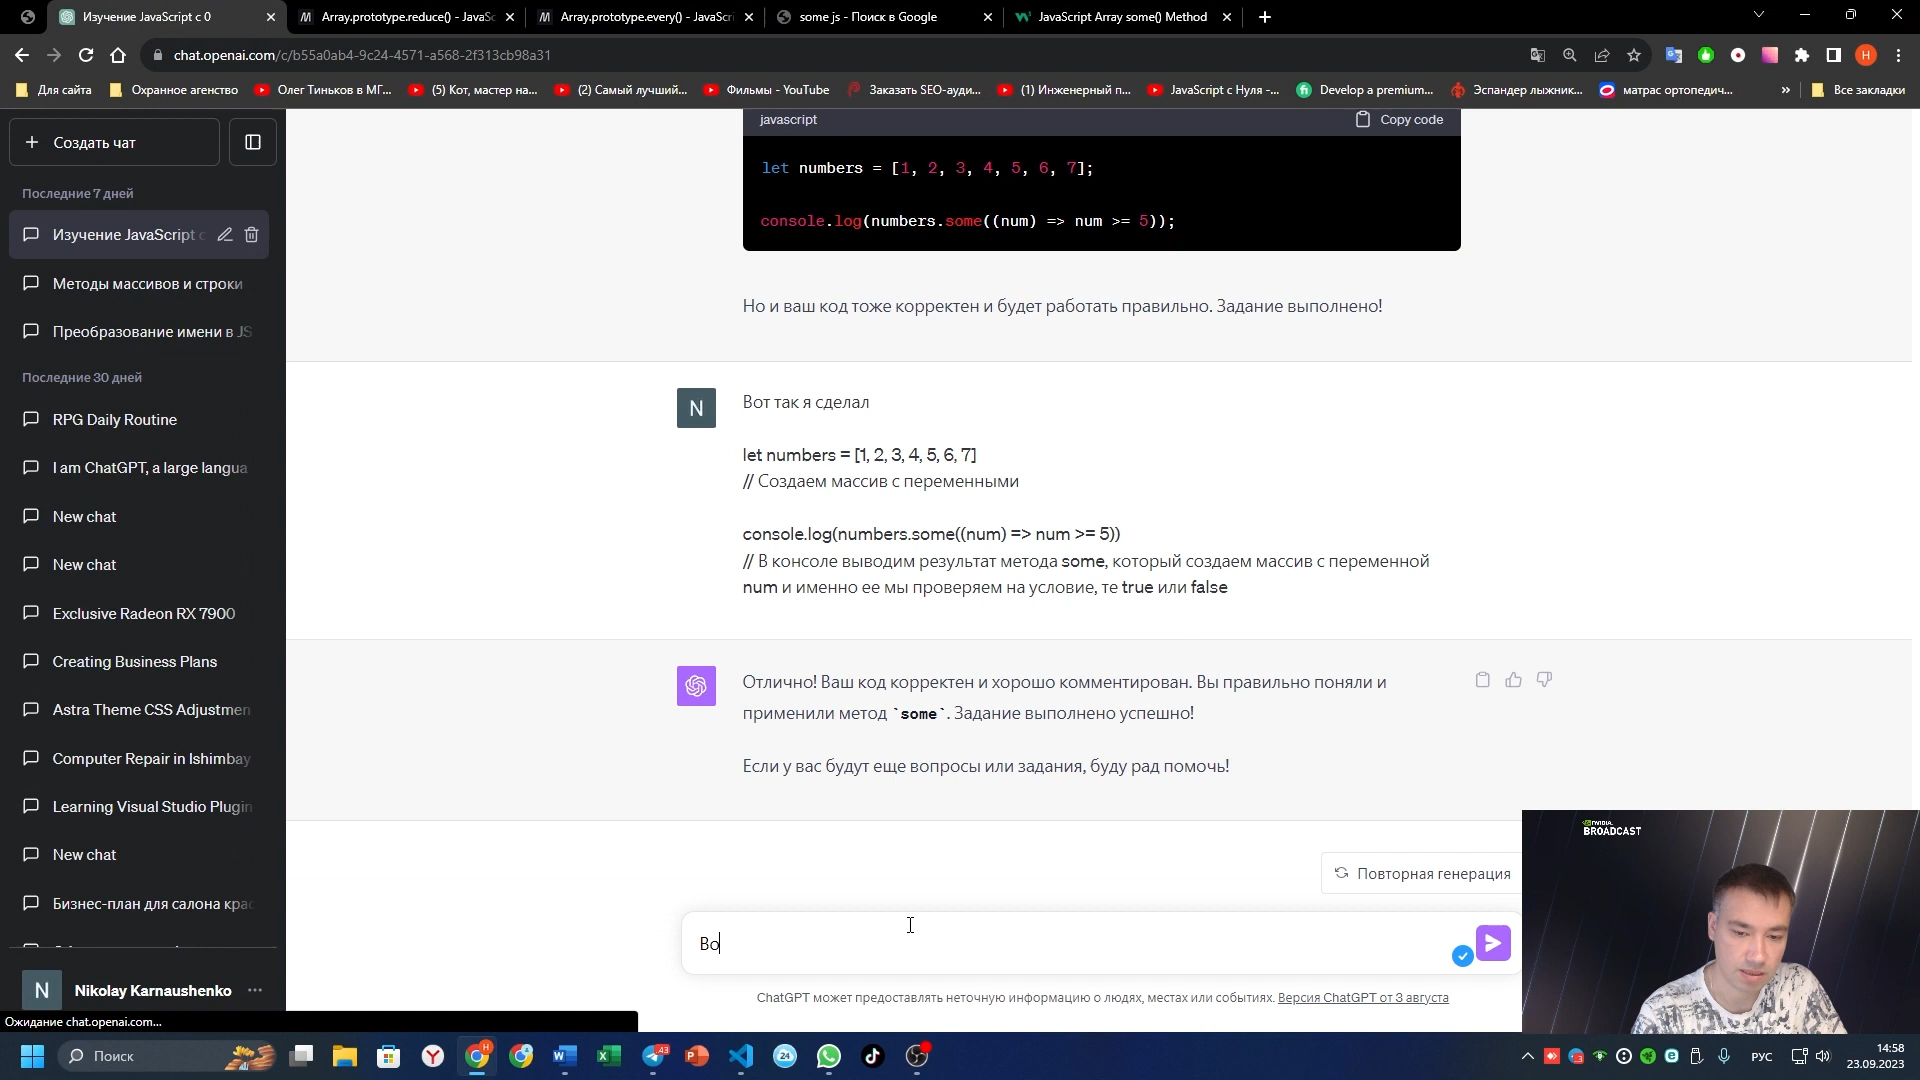 Изучение JavaScript с 0
Array.prototype.reduce() - JavaSc
Array.prototype.every() - JavaScri
some js - Поиск в Google
JavaScript Array some() Method
chat.openai.com/c/b55a0ab4-9c24-4571-a568-2f313cb98a31
H
Для сайта
Охранное агенство
Олег Тиньков в МГ...
(5) Кот, мастер на...
(2) Самый лучший...
Фильмы - YouTube
Заказать SEO-ауди...
(1) Инженерный п...
JavaScript с Нуля -...
Develop a premium...
Эспандер лыжник...
матрас ортопедич...
»
Все закладки
Создать чат
Последние 7 дней
Изучение JavaScript с
Методы массивов и строки
Преобразование имени в JS
Последние 30 дней
RPG Daily Routine
I am ChatGPT, a large langua
New chat
New chat
Exclusive Radeon RX 7900
Creating Business Plans
Astra Theme CSS Adjustmen
Computer Repair in Ishimbay
Learning Visual Studio Plugin
New chat
Бизнес-план для салона крас
N
Nikolay Karnaushenko
Ожидание chat.openai.com...
javascript
Copy code
let numbers = [1, 2, 3, 4, 5, 6, 7];
console.log(numbers.some((num) => num >= 5));
Но и ваш код тоже корректен и будет работать правильно. Задание выполнено!
N
Вот так я сделал
let numbers = [1, 2, 3, 4, 5, 6, 7]
// Создаем массив с переменными
console.log(numbers.some((num) => num >= 5))
// В консоле выводим результат метода some, который создаем массив с переменной
num и именно ее мы проверяем на условие, те true или false
Отлично! Ваш код корректен и хорошо комментирован. Вы правильно поняли и
применили метод `some`. Задание выполнено успешно!
Если у вас будут еще вопросы или задания, буду рад помочь!
Повторная генерация
Во
ChatGPT может предоставлять неточную информацию о людях, местах или событиях. Версия ChatGPT от 3 августа
NVIDIA.
BROADCAST
Поиск
РУС
14:58
23.09.2023